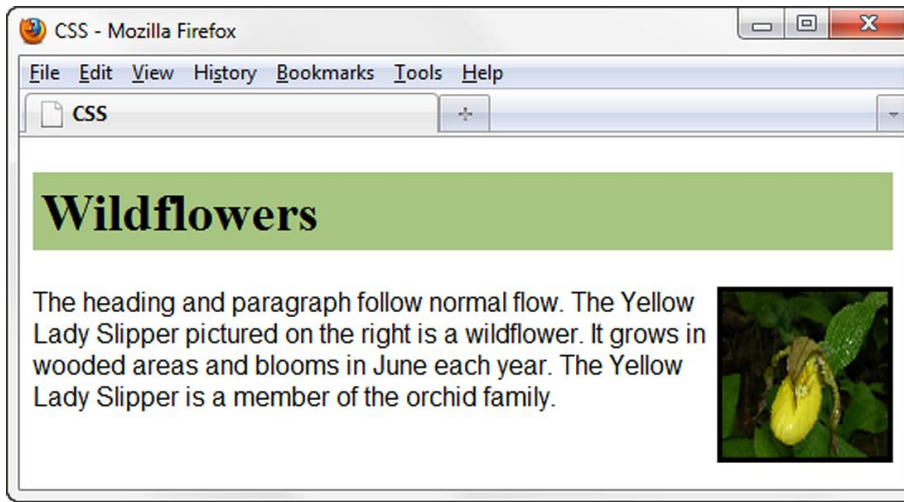 CSS - Mozilla Firefox
File Edit View History Bookmarks Tools Help
CSS
Wildflowers
The heading and paragraph follow normal flow. The Yellow
Lady Slipper pictured on the right is a wildflower. It grows in
wooded areas and blooms in June each year. The Yellow
Lady Slipper is a member of the orchid family.